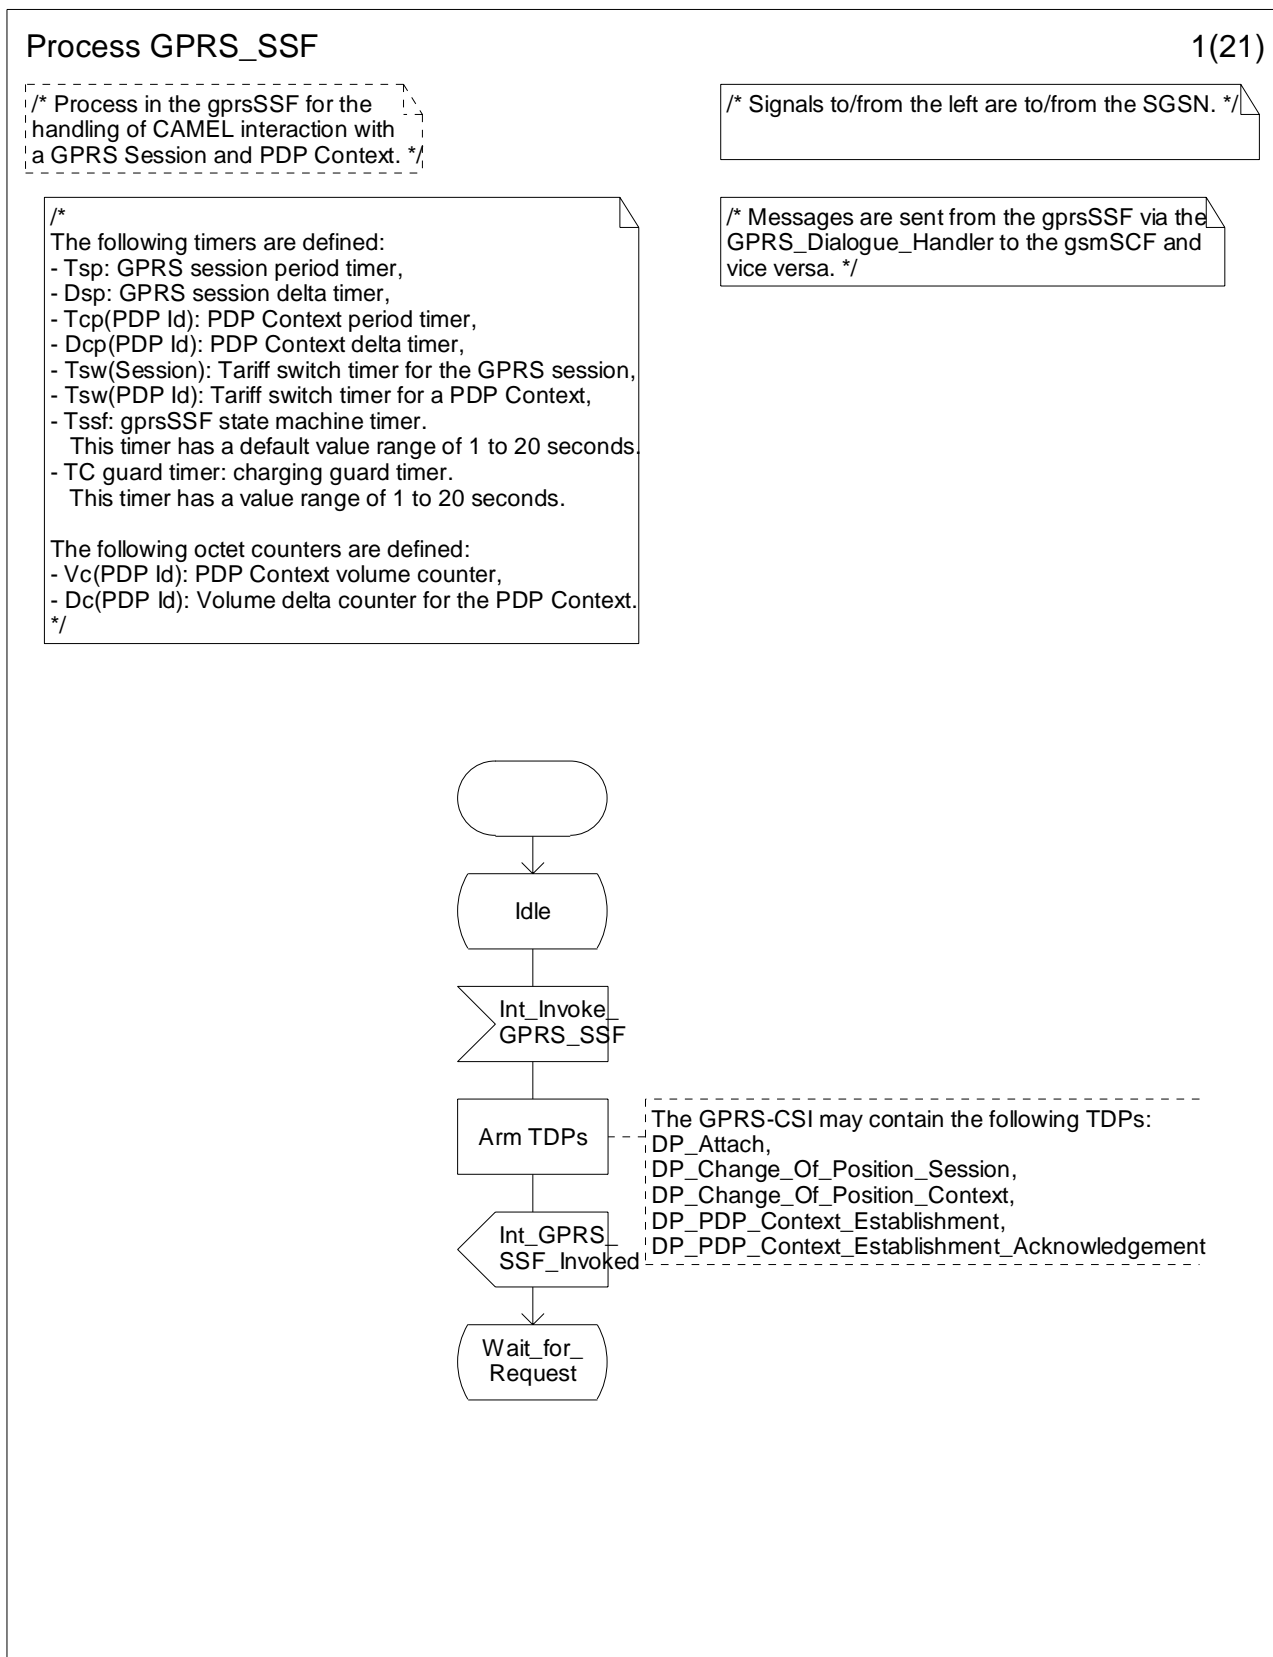 Process GPRS_SSF
1(21)
/* Process in the gprsSSF for the
handling of CAMEL interaction with
a GPRS Session and PDP Context. */
/* Signals to/from the left are to/from the SGSN. */
/*
The following timers are defined:
- Tsp: GPRS session period timer,
- Dsp: GPRS session delta timer,
- Tcp(PDP Id): PDP Context period timer,
- Dcp(PDP Id): PDP Context delta timer,
- Tsw(Session): Tariff switch timer for the GPRS session,
- Tsw(PDP Id): Tariff switch timer for a PDP Context,
- Tssf: gprsSSF state machine timer.
This timer has a default value range of 1 to 20 seconds.
- TC guard timer: charging guard timer.
This timer has a value range of 1 to 20 seconds.
The following octet counters are defined:
- Vc(PDP Id): PDP Context volume counter,
- Dc(PDP Id): Volume delta counter for the PDP Context.
*/
/* Messages are sent from the gprsSSF via the
GPRS_Dialogue_Handler to the gsmSCF and
vice versa. */
Idle
Int_Invoke_
GPRS_SSF
Arm TDPs
The GPRS-CSI may contain the following TDPs:
DP_Attach,
DP_Change_Of_Position_Session,
DP_Change_Of_Position_Context,
DP_PDP_Context_Establishment,
DP_PDP_Context_Establishment_Acknowledgement
Int_GPRS_
SSF_Invoked
Wait_for_
Request